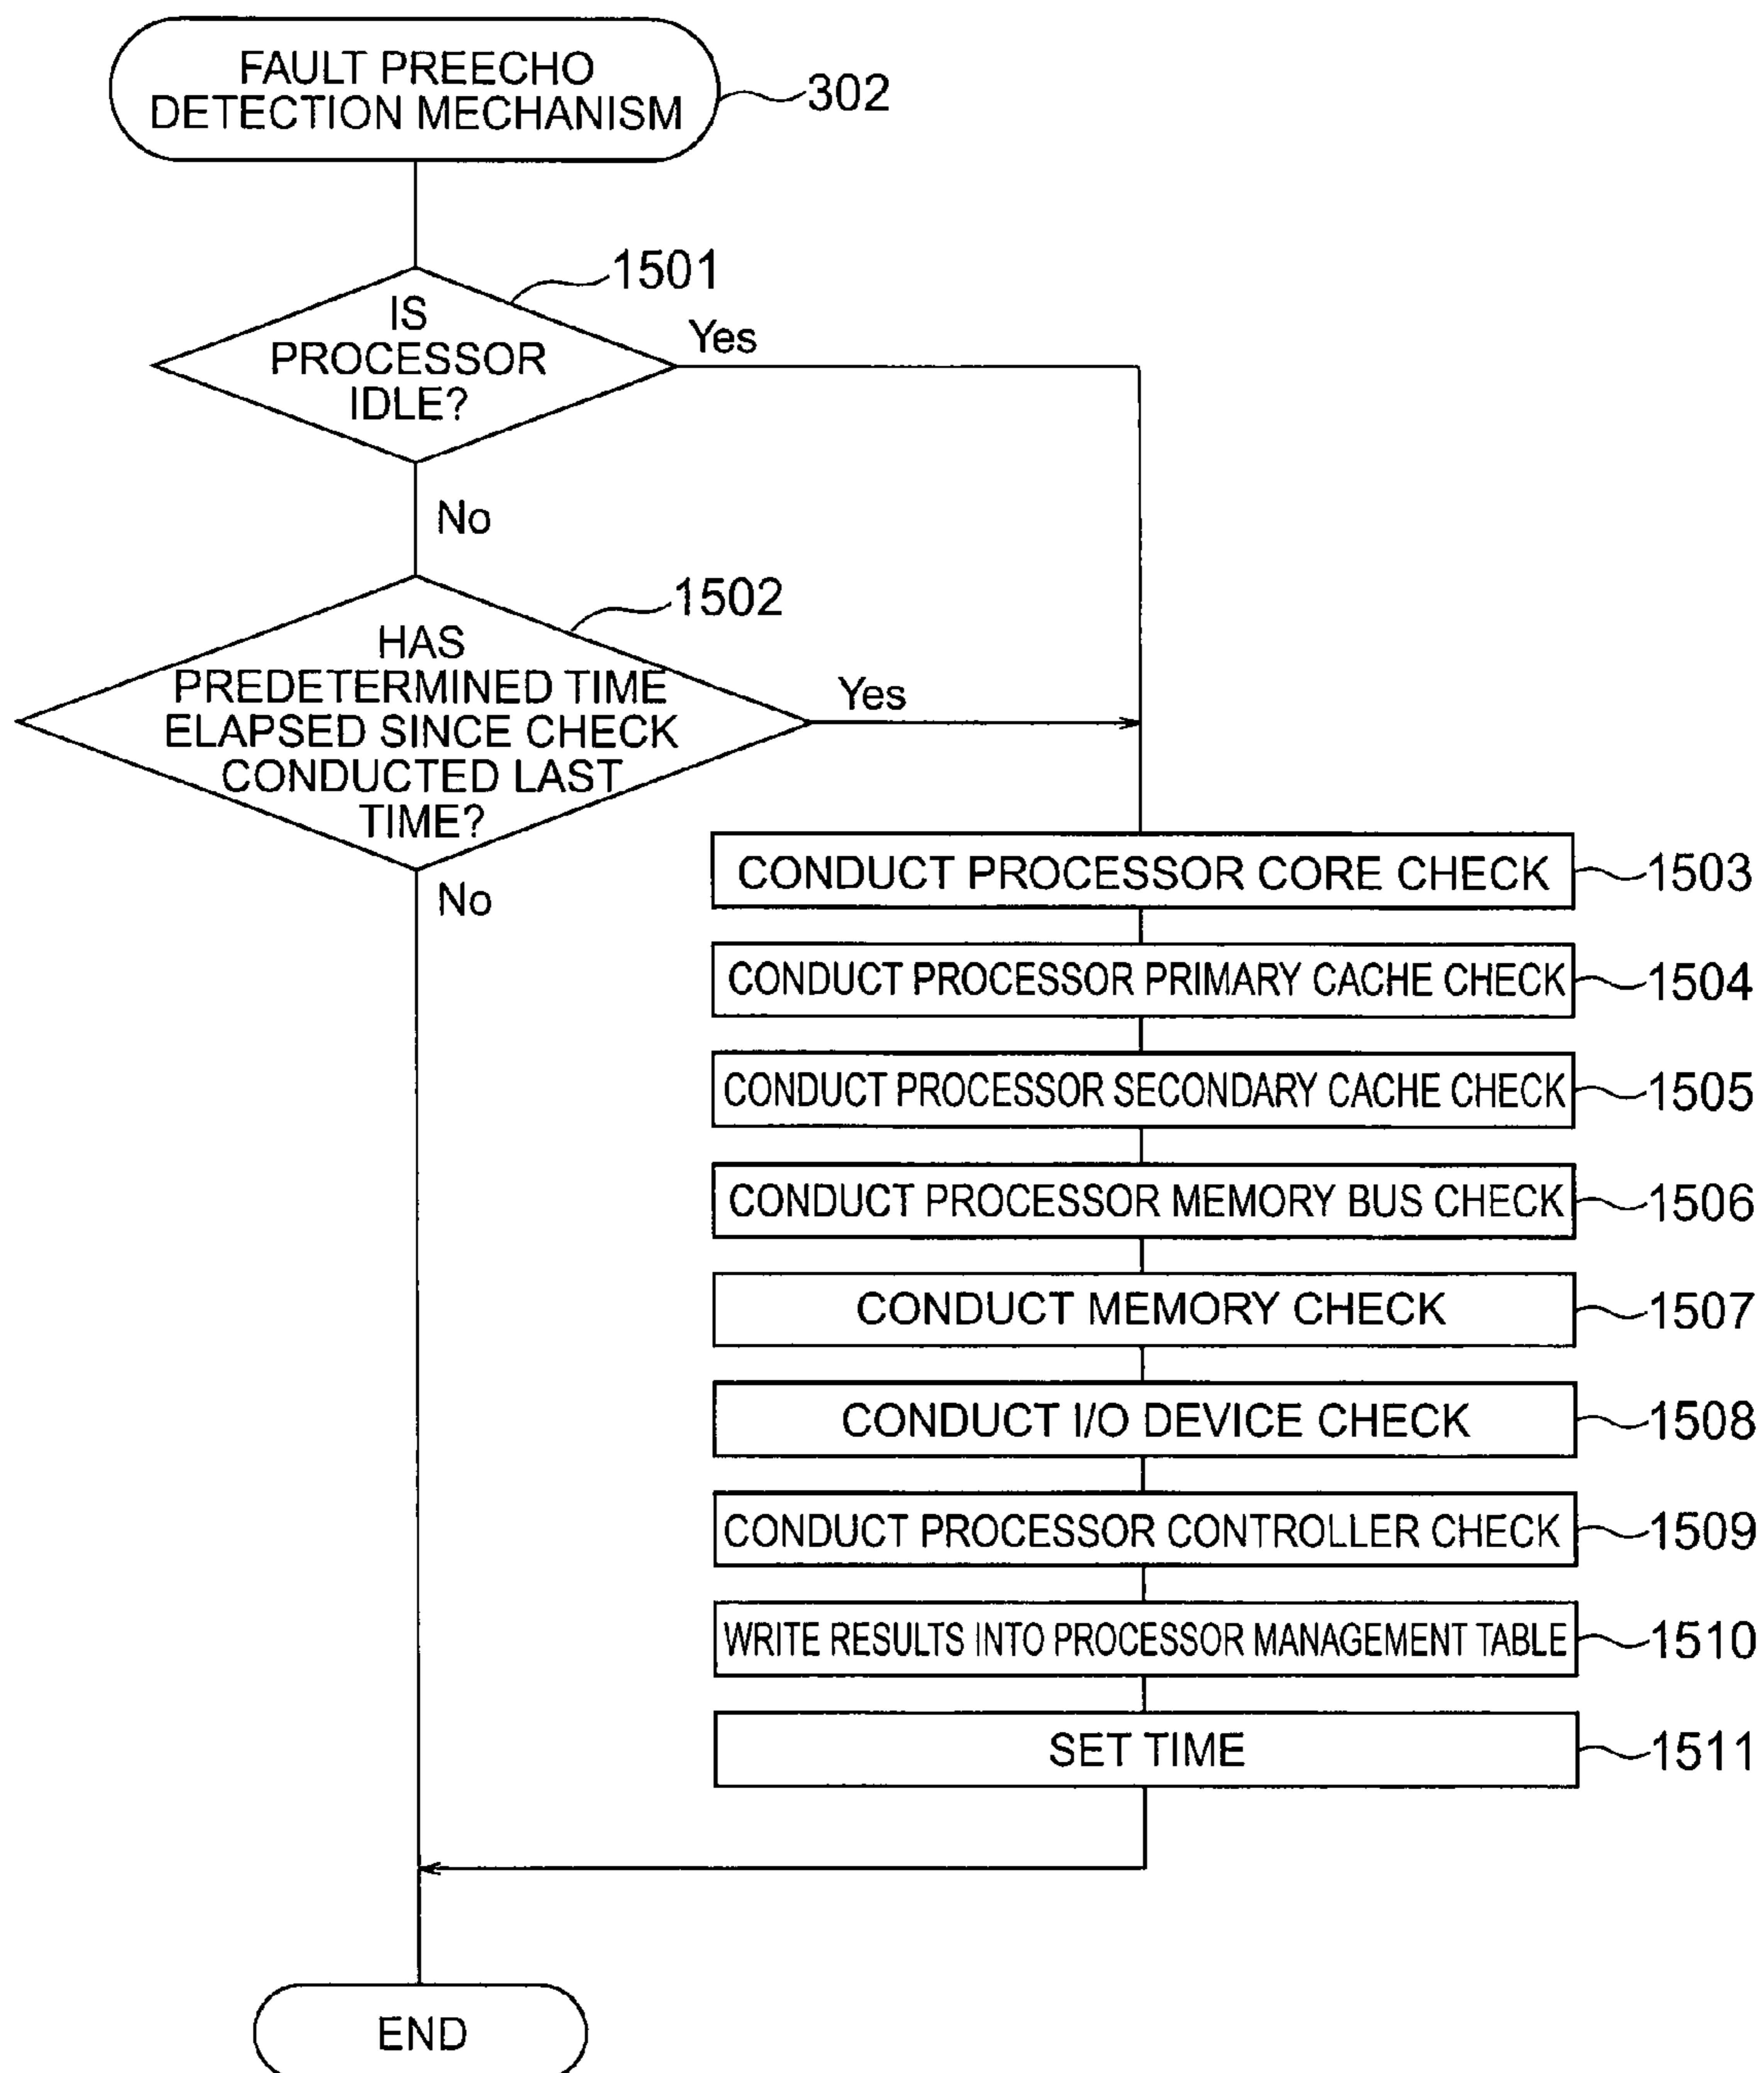 FAULT PREECHO
DETECTION MECHANISM
302
1501
IS
PROCESSOR
IDLE?
Yes
No
1502
HAS
PREDETERMINED TIME
ELAPSED SINCE CHECK
CONDUCTED LAST
TIME?
Yes
No
CONDUCT PROCESSOR CORE CHECK
1503
CONDUCT PROCESSOR PRIMARY CACHE CHECK
1504
CONDUCT PROCESSOR SECONDARY CACHE CHECK
1505
CONDUCT PROCESSOR MEMORY BUS CHECK
1506
CONDUCT MEMORY CHECK
1507
CONDUCT I/O DEVICE CHECK
1508
CONDUCT PROCESSOR CONTROLLER CHECK
1509
WRITE RESULTS INTO PROCESSOR MANAGEMENT TABLE
1510
SET TIME
1511
END